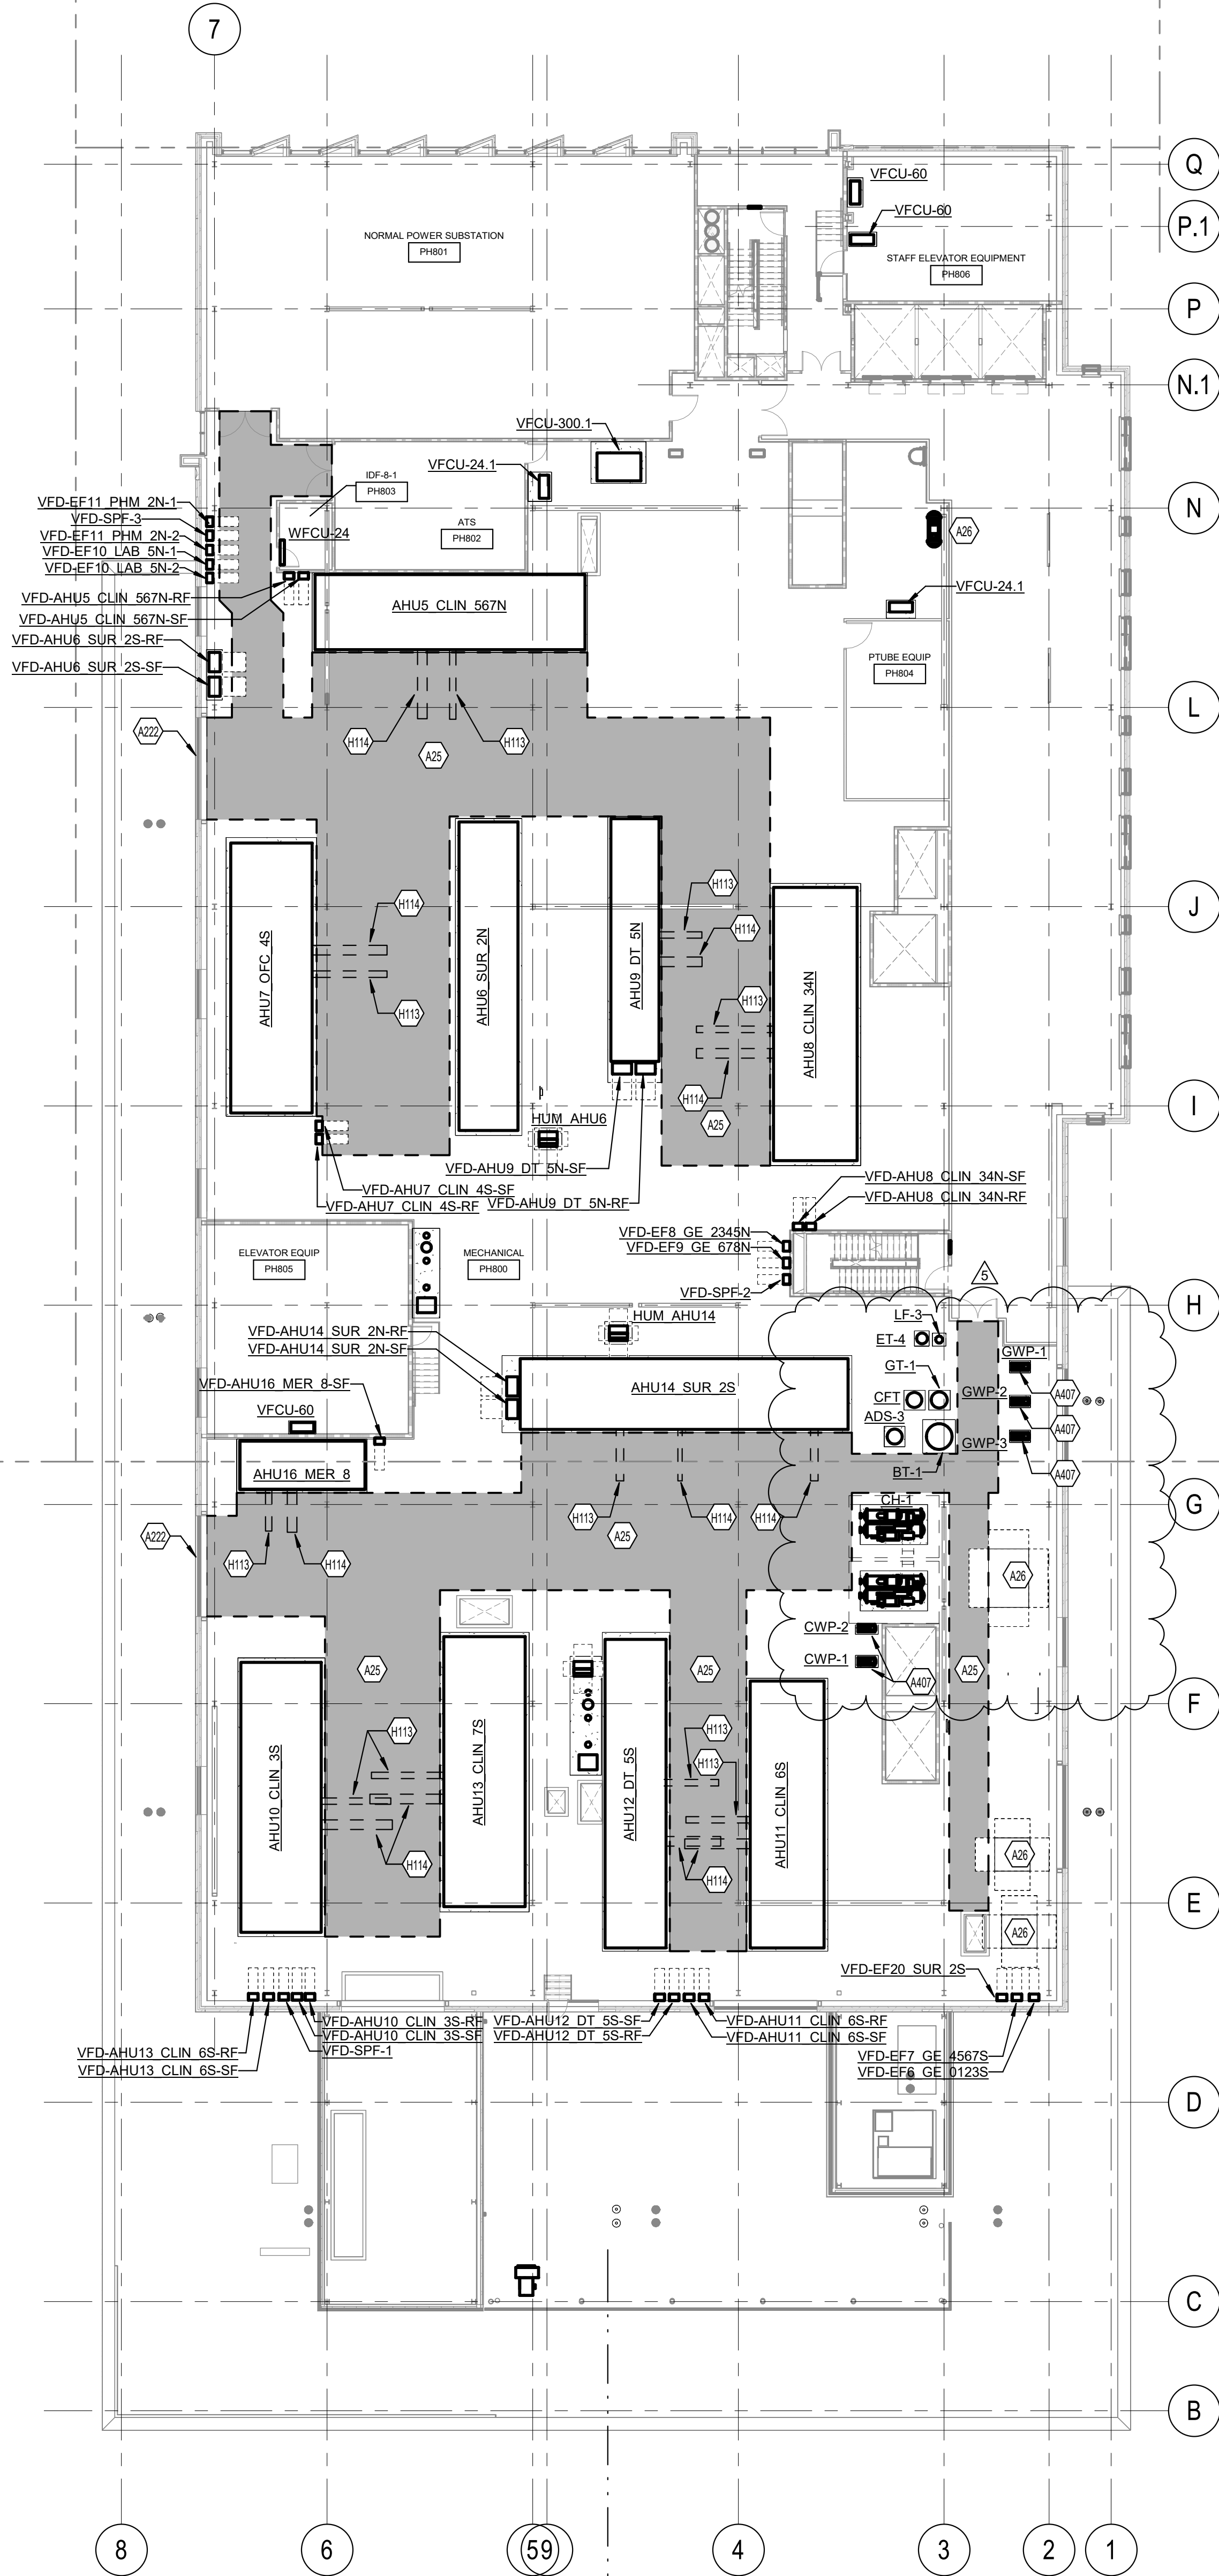 7
Q
VFCU-60
VFCU-60
P.1
NORMAL POWER SUBSTATION
PH801
STAFF ELEVATOR EQUIPMENT
PH806
P
N.1
VFCU-300.1
VFCU-24.1
IDF-8-1
PH803
VFD-EF11_PHM_2N-1
VFD-SPF-3
N
ATS
PH802
WFCU-24
A26
VFD-EF11_PHM_2N-2
VFD-EF10_LAB_5N-1
VFD-EF10_LAB_5N-2
VFCU-24.1
VFD-AHU5_CLIN_567N-RF
VFD-AHU5_CLIN_567N-SF
AHU5_CLIN_567N
VFD-AHU6_SUR_2S-RF
VFD-AHU6_SUR_2S-SF
PTUBE EQUIP
PH804
L
A222
H114
A25
H113
H113
J
H114
H114
AHU7_OFC_4S
AHU6_SUR_2N
AHU9_DT_5N
AHU8_CLIN_34N
H113
H113
H114
I
A25
HUM_AHU6
VFD-AHU9_DT_5N-SF
VFD-AHU8_CLIN_34N-SF
VFD-AHU7_CLIN_4S-SF
VFD-AHU8_CLIN_34N-RF
VFD-AHU7_CLIN_4S-RF
VFD-AHU9_DT_5N-RF
VFD-EF8_GE_2345N
VFD-EF9_GE_678N
ELEVATOR EQUIP
PH805
MECHANICAL
PH800
5
VFD-SPF-2
H
LF-3
HUM_AHU14
ET-4
VFD-AHU14_SUR_2N-RF
VFD-AHU14_SUR_2N-SF
GWP-1
GT-1
VFD-AHU16_MER_8-SF
AHU14_SUR_2S
GWP-2
A407
CFT
VFCU-60
ADS-3
A407
GWP-3
AHU16_MER_8
BT-1
A407
CH-1
G
H113
H114
H114
A25
A222
H113
H114
A26
CWP-2
CWP-1
A25
A25
A25
A407
F
H113
H113
H113
AHU10_CLIN_3S
AHU13_CLIN_7S
AHU12_DT_5S
AHU11_CLIN_6S
A26
H114
H114
E
A26
VFD-EF20_SUR_2S
VFD-AHU10_CLIN_3S-RF
VFD-AHU12_DT_5S-SF
VFD-AHU11_CLIN_6S-RF
VFD-AHU10_CLIN_3S-SF
VFD-AHU12_DT_5S-RF
VFD-AHU11_CLIN_6S-SF
VFD-AHU13_CLIN_6S-RF
VFD-SPF-1
VFD-EF7_GE_4567S
VFD-AHU13_CLIN_6S-SF
VFD-EF6_GE_0123S
D
C
B
8
6
5
9
4
3
2
1